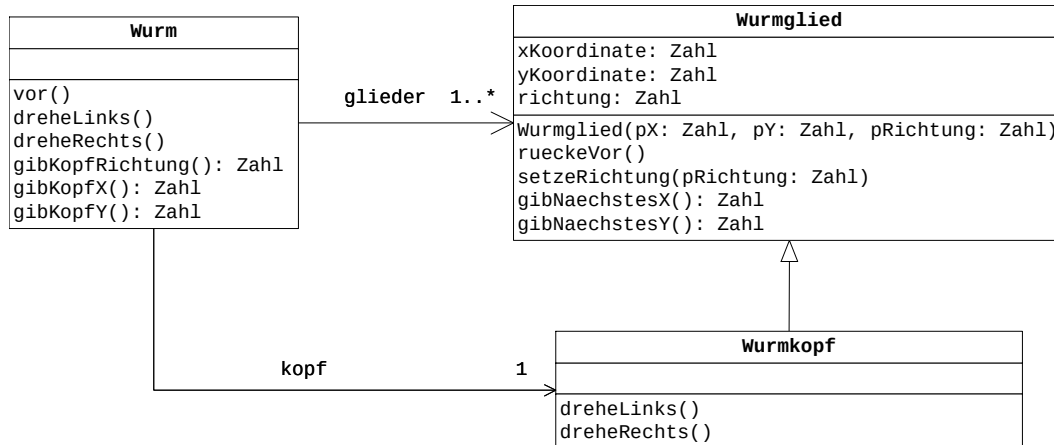 Wurm
vor()
dreheLinks()
dreheRechts()
gibKopfRichtung(): Zahl
gibKopfX(): Zahl
gibKopfY(): Zahl
glieder 1..*
Wurmglied
xKoordinate: Zahl
yKoordinate: Zahl
richtung: Zahl
Wurmglied(pX: Zahl, pY: Zahl, pRichtung: Zahl)
rueckeVor()
setzeRichtung(pRichtung: Zahl)
gibNaechstesX(): Zahl
gibNaechstesY(): Zahl
kopf 1
Wurmkopf
dreheLinks()
dreheRechts()